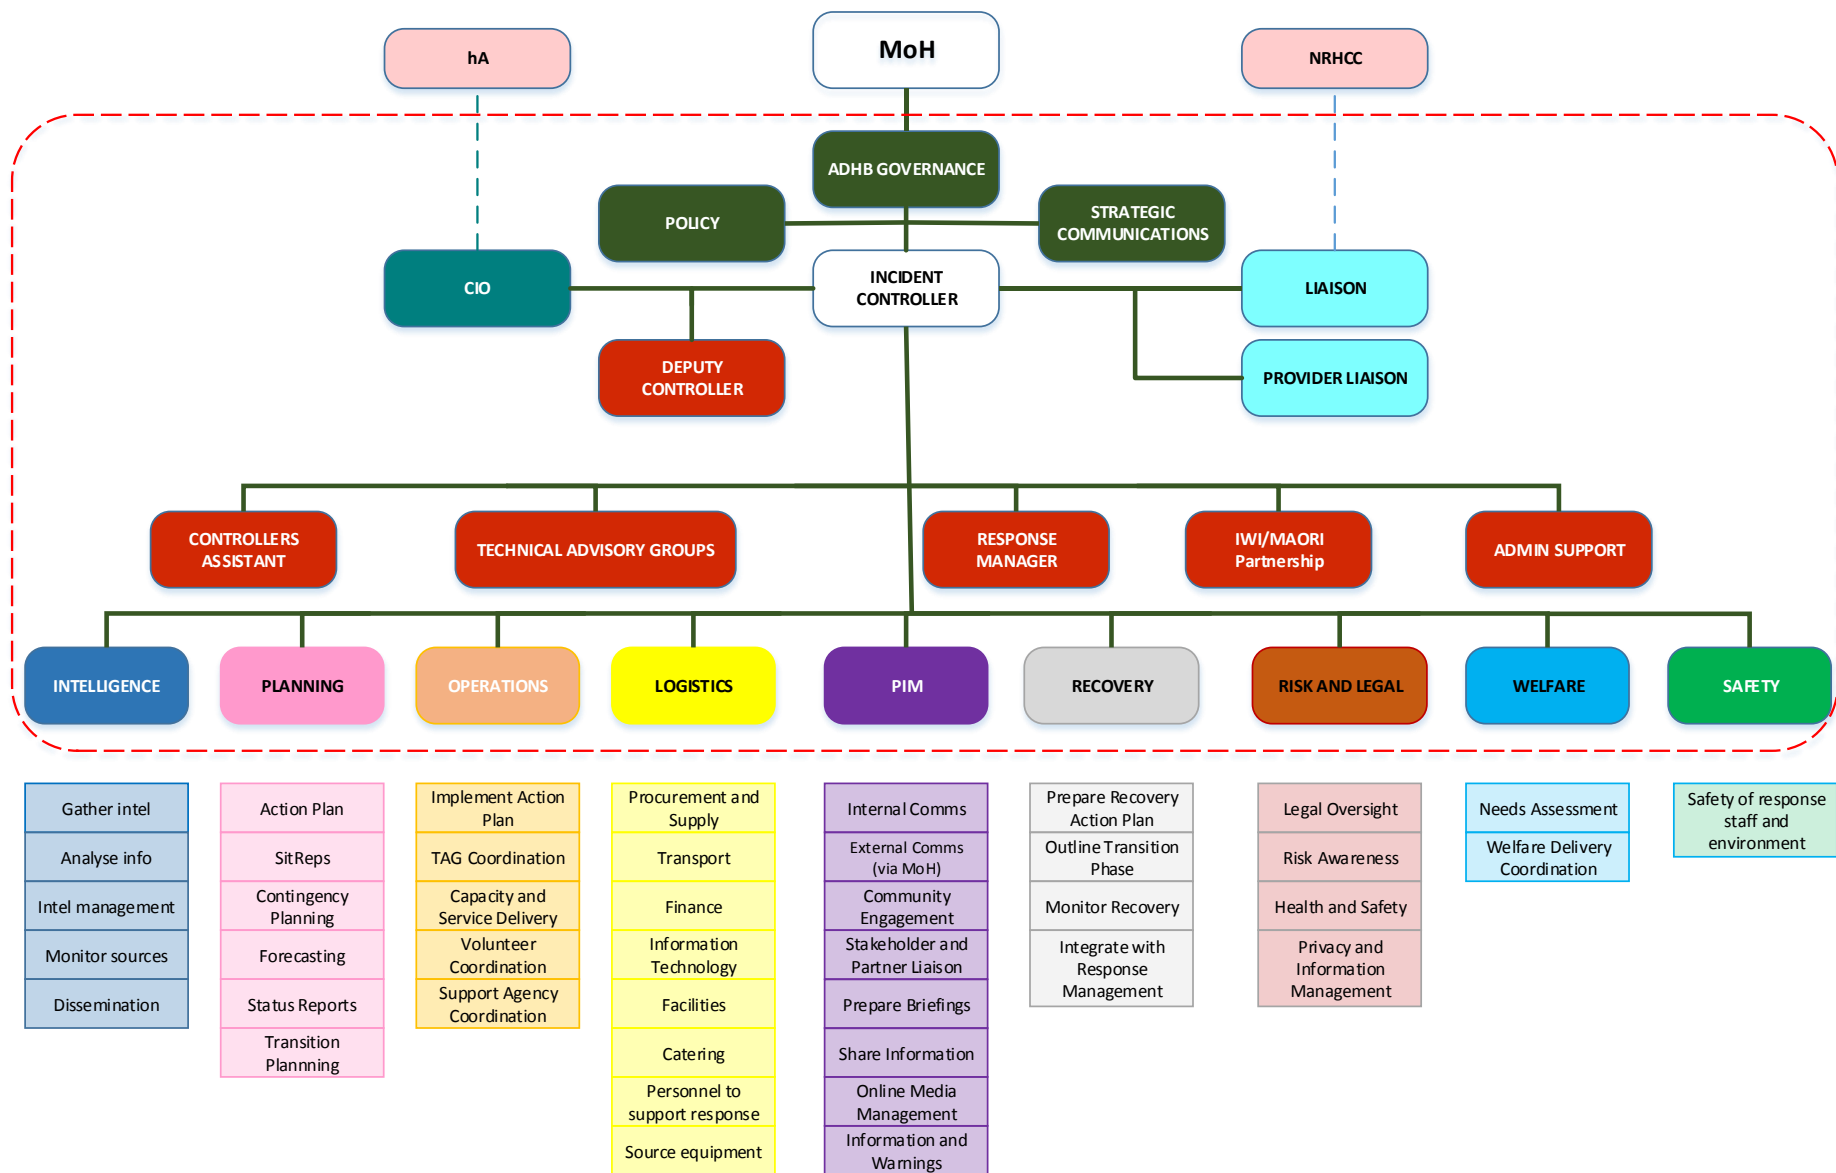 MoH
hA
NRHCC
ADHB GOVERNANCE
POLICY
STRATEGIC
COMMUNICATIONS
CIO
INCIDENT
CONTROLLER
LIAISON
DEPUTY
CONTROLLER
PROVIDER LIAISON
CONTROLLERS
ASSISTANT
TECHNICAL ADVISORY GROUPS
RESPONSE
MANAGER
IWI/MAORI
Partnership
ADMIN SUPPORT
INTELLIGENCE
PLANNING
OPERATIONS
LOGISTICS
PIM
RECOVERY
RISK AND LEGAL
WELFARE
SAFETY
Gather intel
Analyse info
Intel management
Monitor sources
Dissemination
Action Plan
SitReps
Contingency
Planning
Forecasting
Status Reports
Transition
Plannning
Implement Action
Plan
TAG Coordination
Capacity and
Service Delivery
Volunteer
Coordination
Support Agency
Coordination
Procurement and
Supply
Transport
Finance
Information
Technology
Facilities
Catering
Personnel to
support response
Source equipment
Internal Comms
External Comms
(via MoH)
Community
Engagement
Stakeholder and
Partner Liaison
Prepare Briefings
Share Information
Online Media
Management
Information and
Warnings
Prepare Recovery
Action Plan
Outline Transition
Phase
Monitor Recovery
Integrate with
Response
Management
Legal Oversight
Risk Awareness
Health and Safety
Privacy and
Information
Management
Needs Assessment
Welfare Delivery
Coordination
Safety of response
staff and
environment